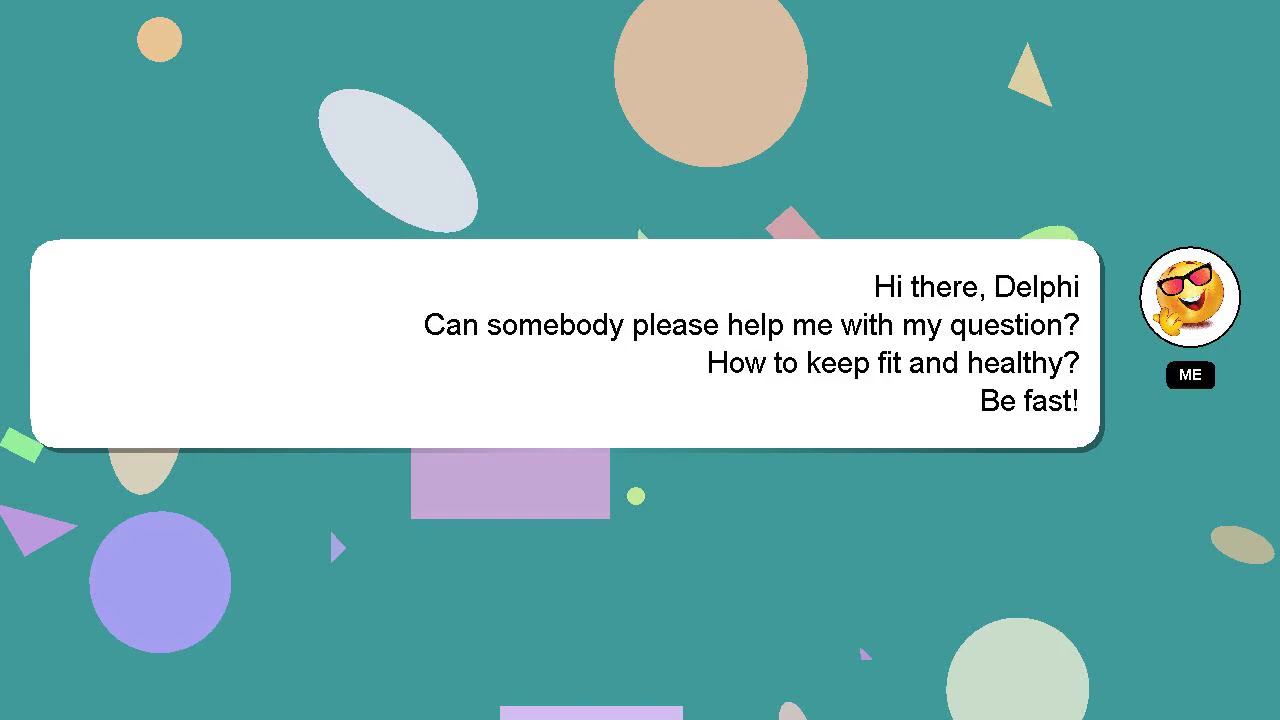 Hi there, Delphi
Can somebody please help me with my question?
How to keep fit and healthy?
Be fast!
ME